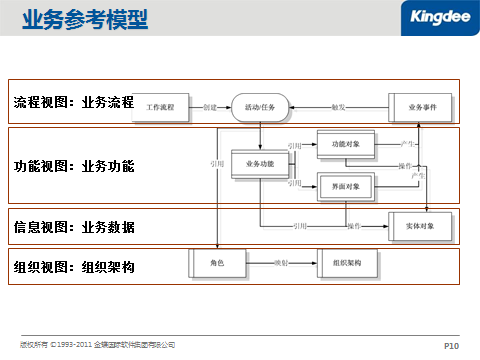 业务参考模型
Kingdee
流程视图：业务流程
工作流程
创建
活动/任务
触发
业务事件
功能视图：业务功能
引用
业务功能
引用
引用
功能对象
界面对象
产生
操作
产生
信息视图：业务数据
引用
操作
实体对象
组织视图：组织架构
角色
映射
组织架构
版权所有 ©1993-2011 金蝶国际软件集团有限公司
P10